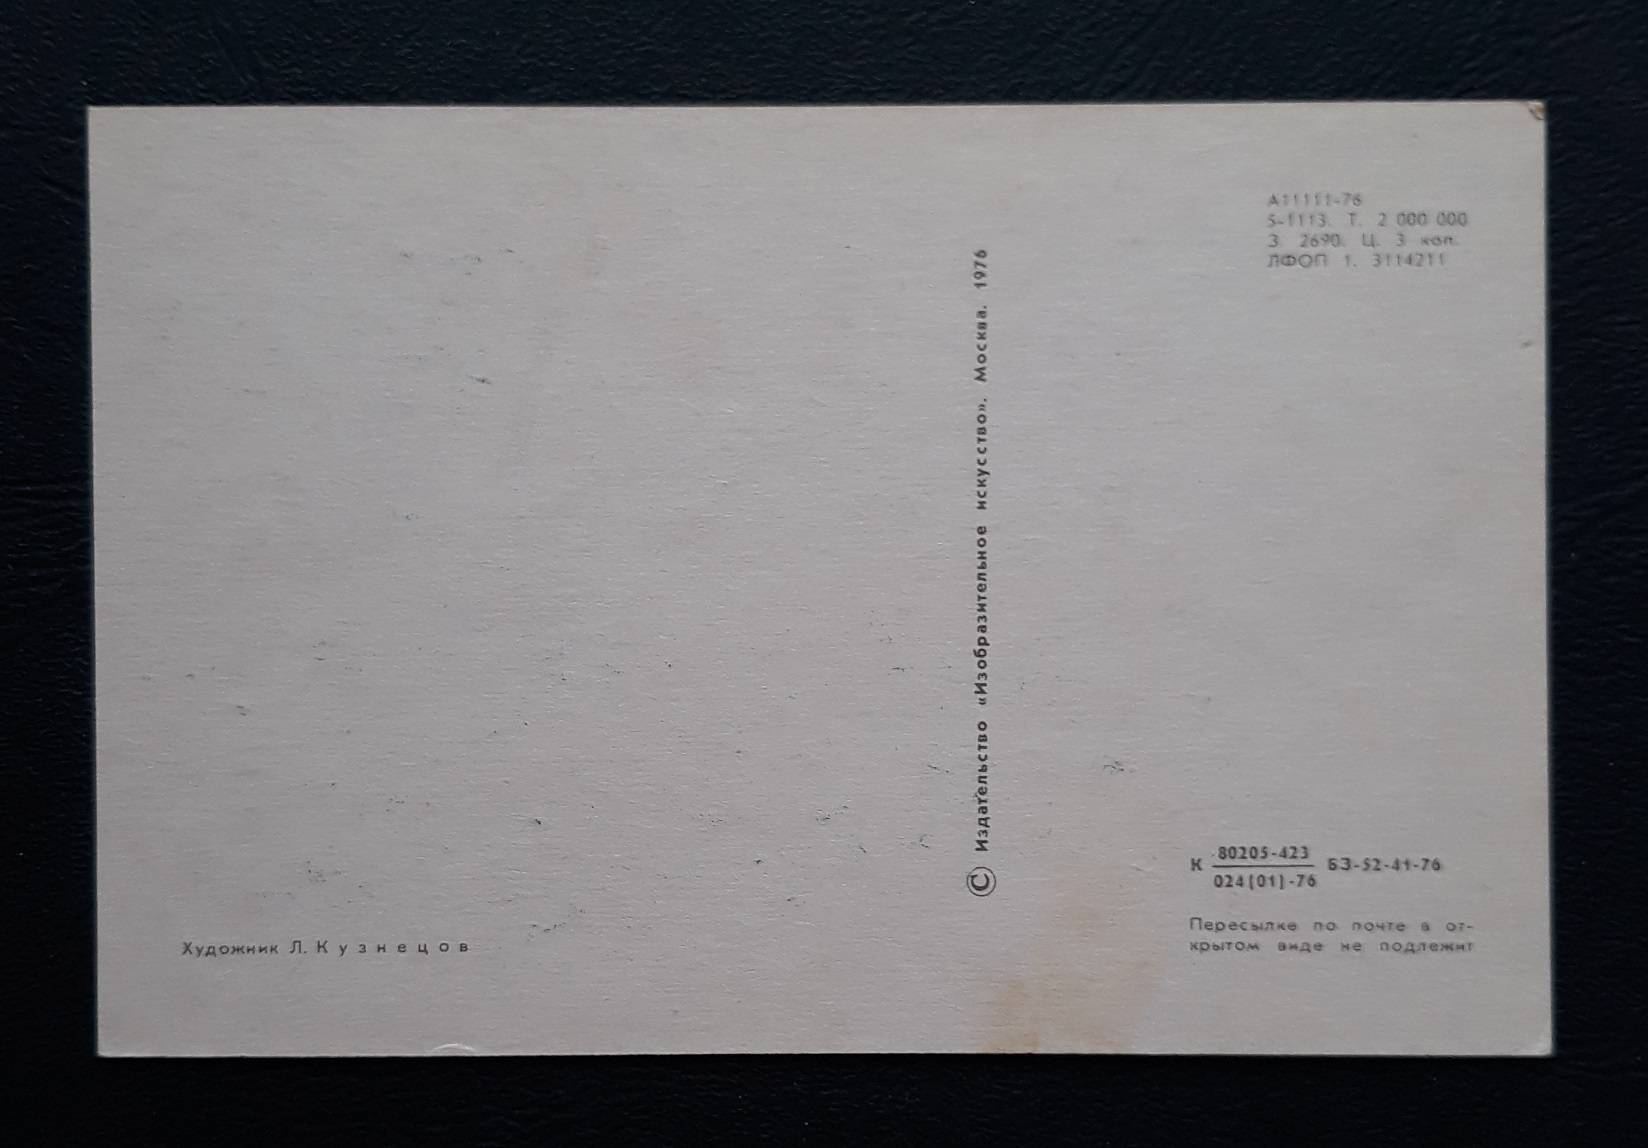 А11111-76
5-1113. Т. 2 000 000
З. 2690. Ц. 3 коп.
ЛФОП 1. 3114211
© Издательство «Изобразительное искусство». Москва. 1976
К 80205-423 БЗ-52-41-76
024(01)-76
Пересылке по почте в от-
крытом виде не подлежит
Художник Л. Кузнецов